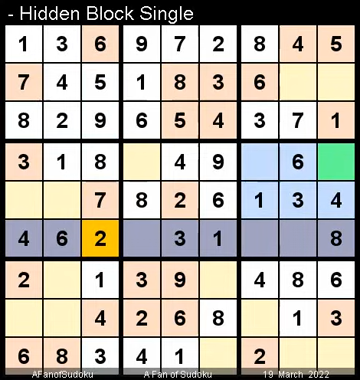 - Hidden Block Single
1 3 6 9 7 2 8 4 5
7 4 5 1 8 3 6
8 2 9 6 5 4 3 7 1
3 1 8 4 9 6
7 8 2 6 1 3 4
4 6 2 3 1 8
2 1 3 9 4 8 6
4 2 6 8 1 3
6 8 3 4 1 2
AFanofSudoku A Fan of Sudoku 19 March 2022